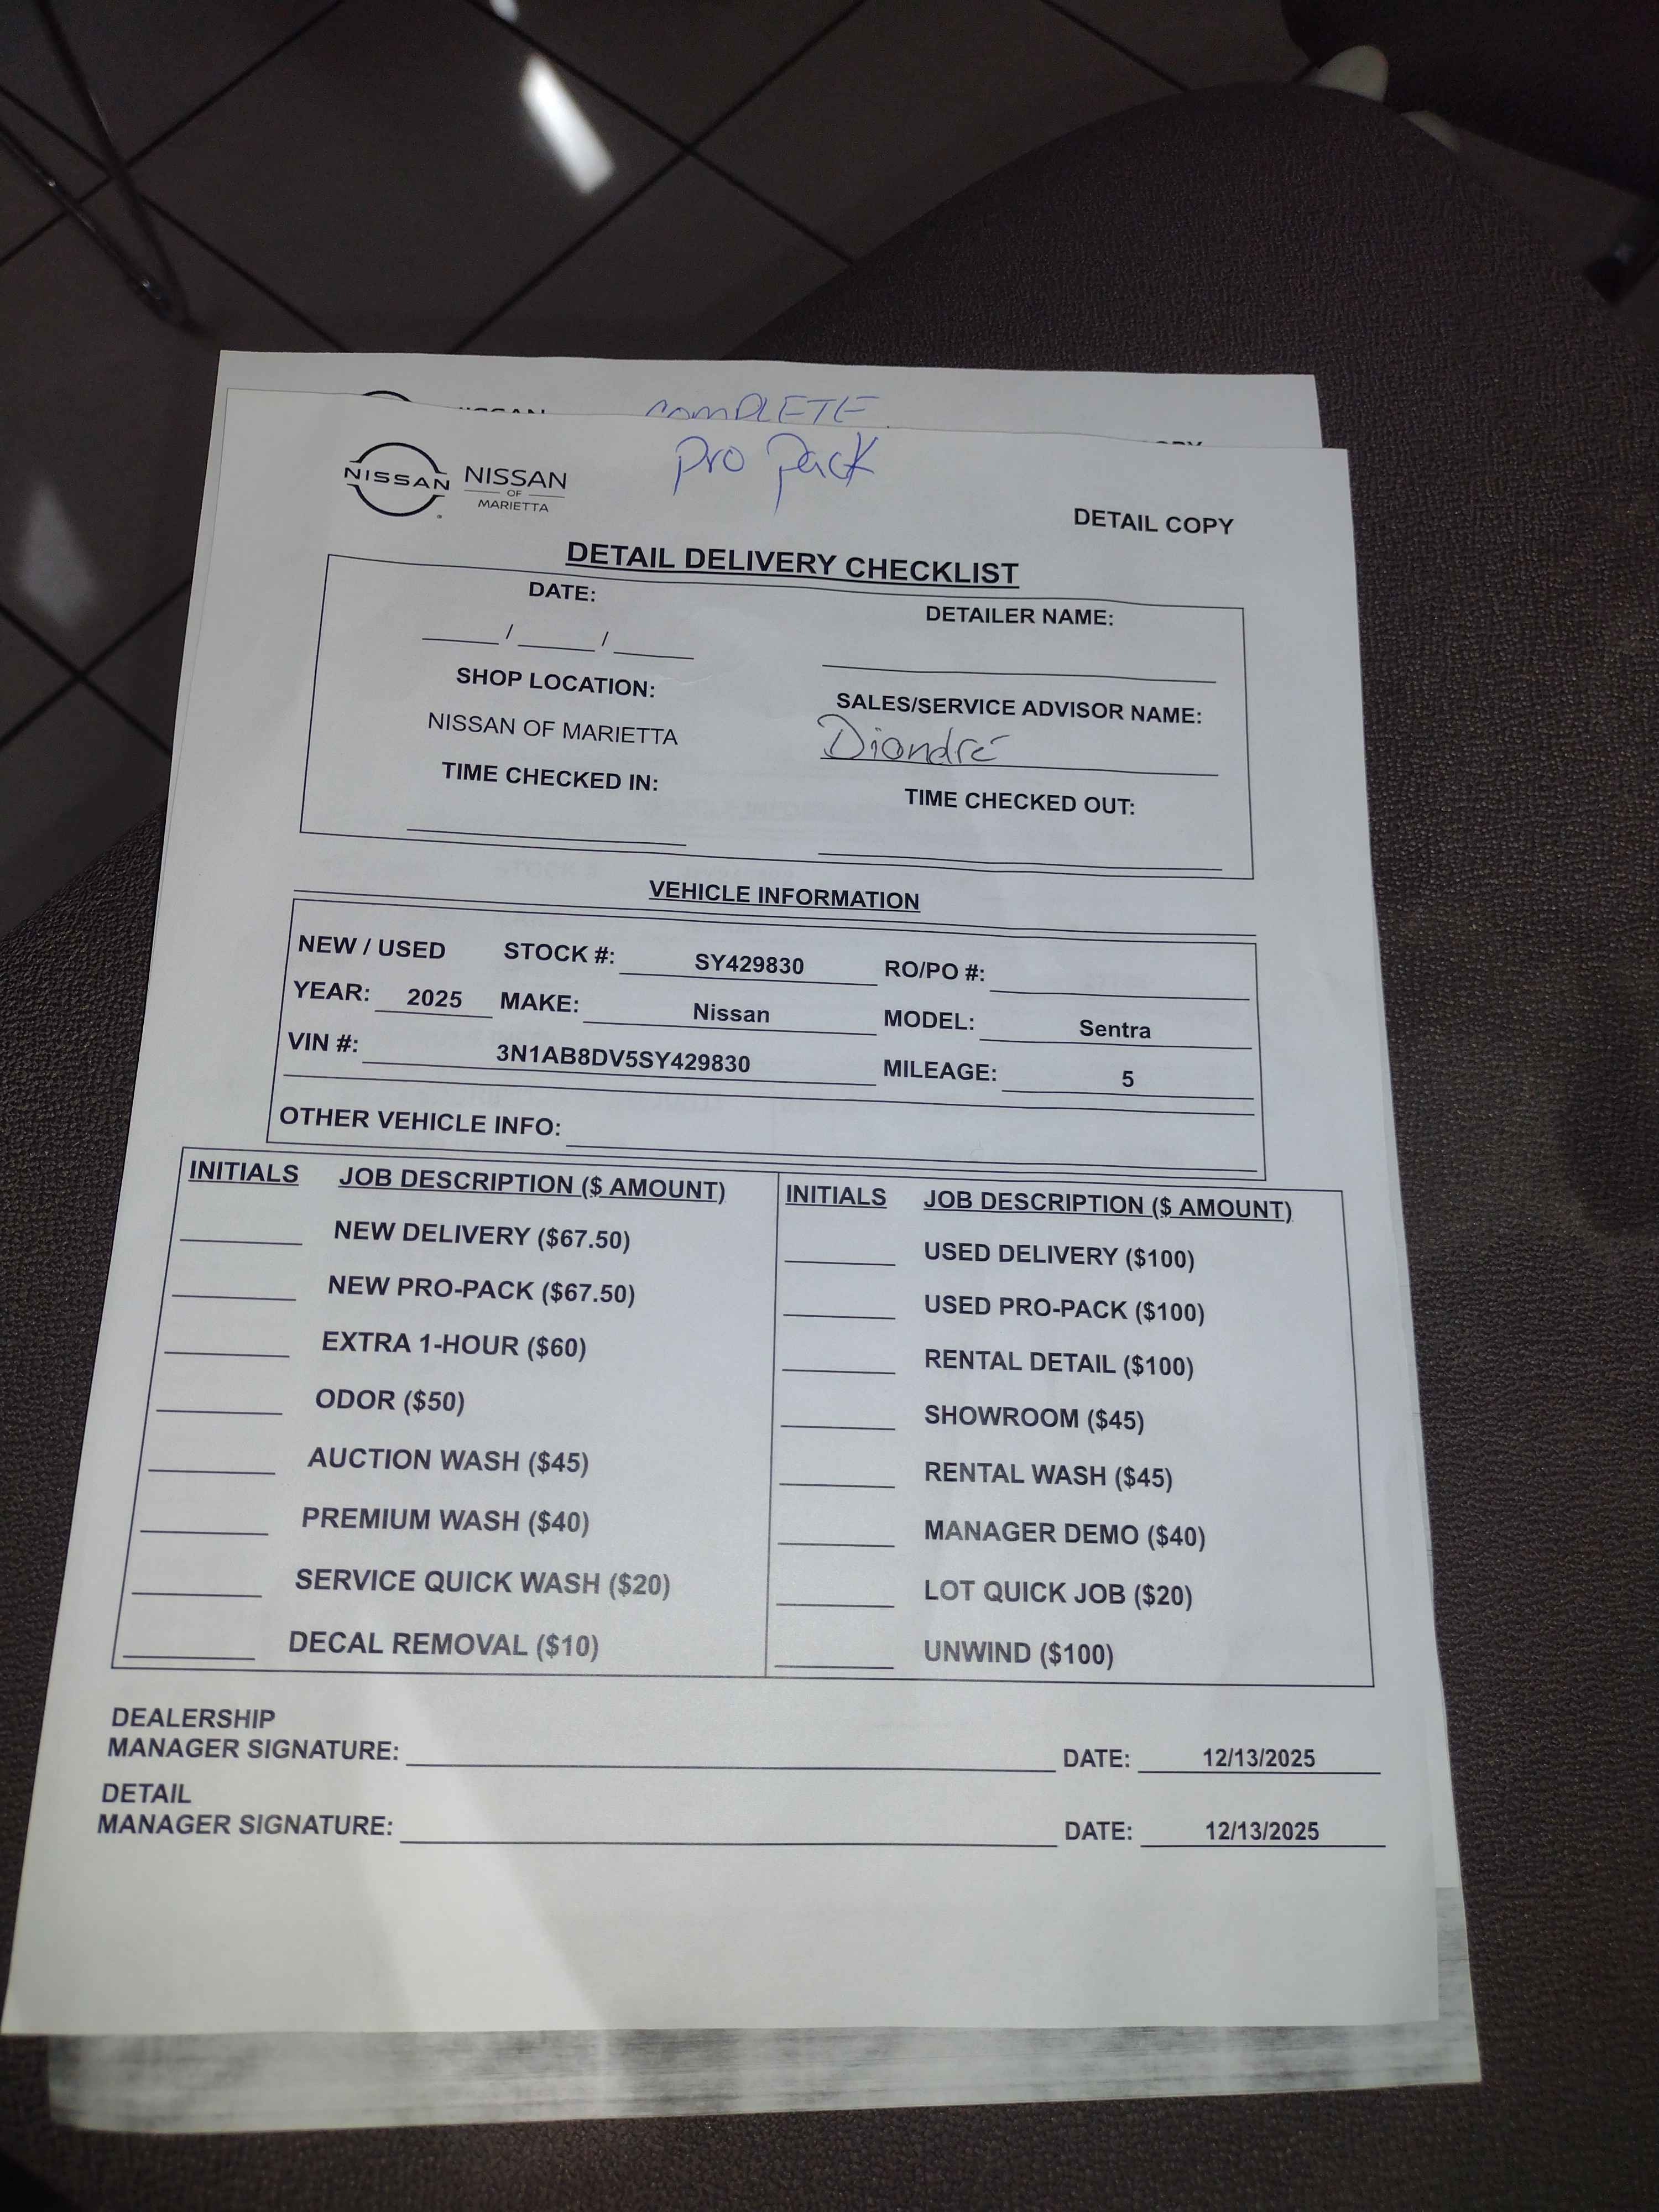 COMPLETE
Pro Pack
NISSAN
NISSAN
OF
MARIETTA
DETAIL COPY
DETAIL DELIVERY CHECKLIST
DATE:
DETAILER NAME:
____ / ____ / ____
SHOP LOCATION:
SALES/SERVICE ADVISOR NAME:
NISSAN OF MARIETTA
Diandre
TIME CHECKED IN:
TIME CHECKED OUT:
VEHICLE INFORMATION
NEW / USED STOCK #: SY429830 RO/PO #:
YEAR: 2025 MAKE: Nissan MODEL: Sentra
VIN #: 3N1AB8DV5SY429830 MILEAGE: 5
OTHER VEHICLE INFO:
INITIALS JOB DESCRIPTION ($ AMOUNT) INITIALS JOB DESCRIPTION ($ AMOUNT)
NEW DELIVERY ($67.50) USED DELIVERY ($100)
NEW PRO-PACK ($67.50) USED PRO-PACK ($100)
EXTRA 1-HOUR ($60) RENTAL DETAIL ($100)
ODOR ($50) SHOWROOM ($45)
AUCTION WASH ($45) RENTAL WASH ($45)
PREMIUM WASH ($40) MANAGER DEMO ($40)
SERVICE QUICK WASH ($20) LOT QUICK JOB ($20)
DECAL REMOVAL ($10) UNWIND ($100)
DEALERSHIP
MANAGER SIGNATURE: DATE: 12/13/2025
DETAIL
MANAGER SIGNATURE: DATE: 12/13/2025